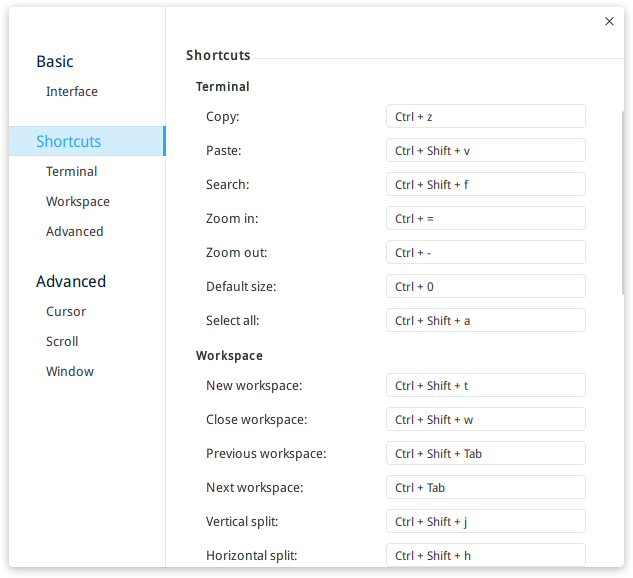 Basic
Interface
Shortcuts
Terminal
Workspace
Advanced
Advanced
Cursor
Scroll
Window
Shortcuts
Terminal
Copy: Ctrl + z
Paste: Ctrl + Shift + v
Search: Ctrl + Shift + f
Zoom in: Ctrl + =
Zoom out: Ctrl + -
Default size: Ctrl + 0
Select all: Ctrl + Shift + a
Workspace
New workspace: Ctrl + Shift + t
Close workspace: Ctrl + Shift + w
Previous workspace: Ctrl + Shift + Tab
Next workspace: Ctrl + Tab
Vertical split: Ctrl + Shift + j
Horizontal split: Ctrl + Shift + h